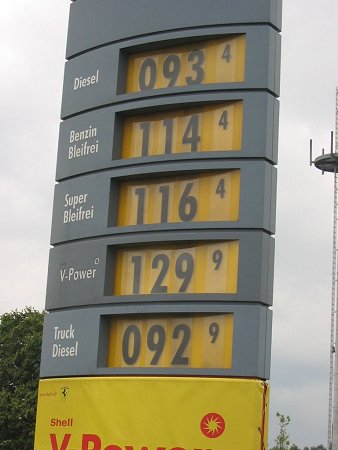 Diesel 093 4
Benzin
Bleifrei 114 4
Super
Bleifrei 116 4
V-Power 129 9
Truck
Diesel 092 9
Shell
V-Power